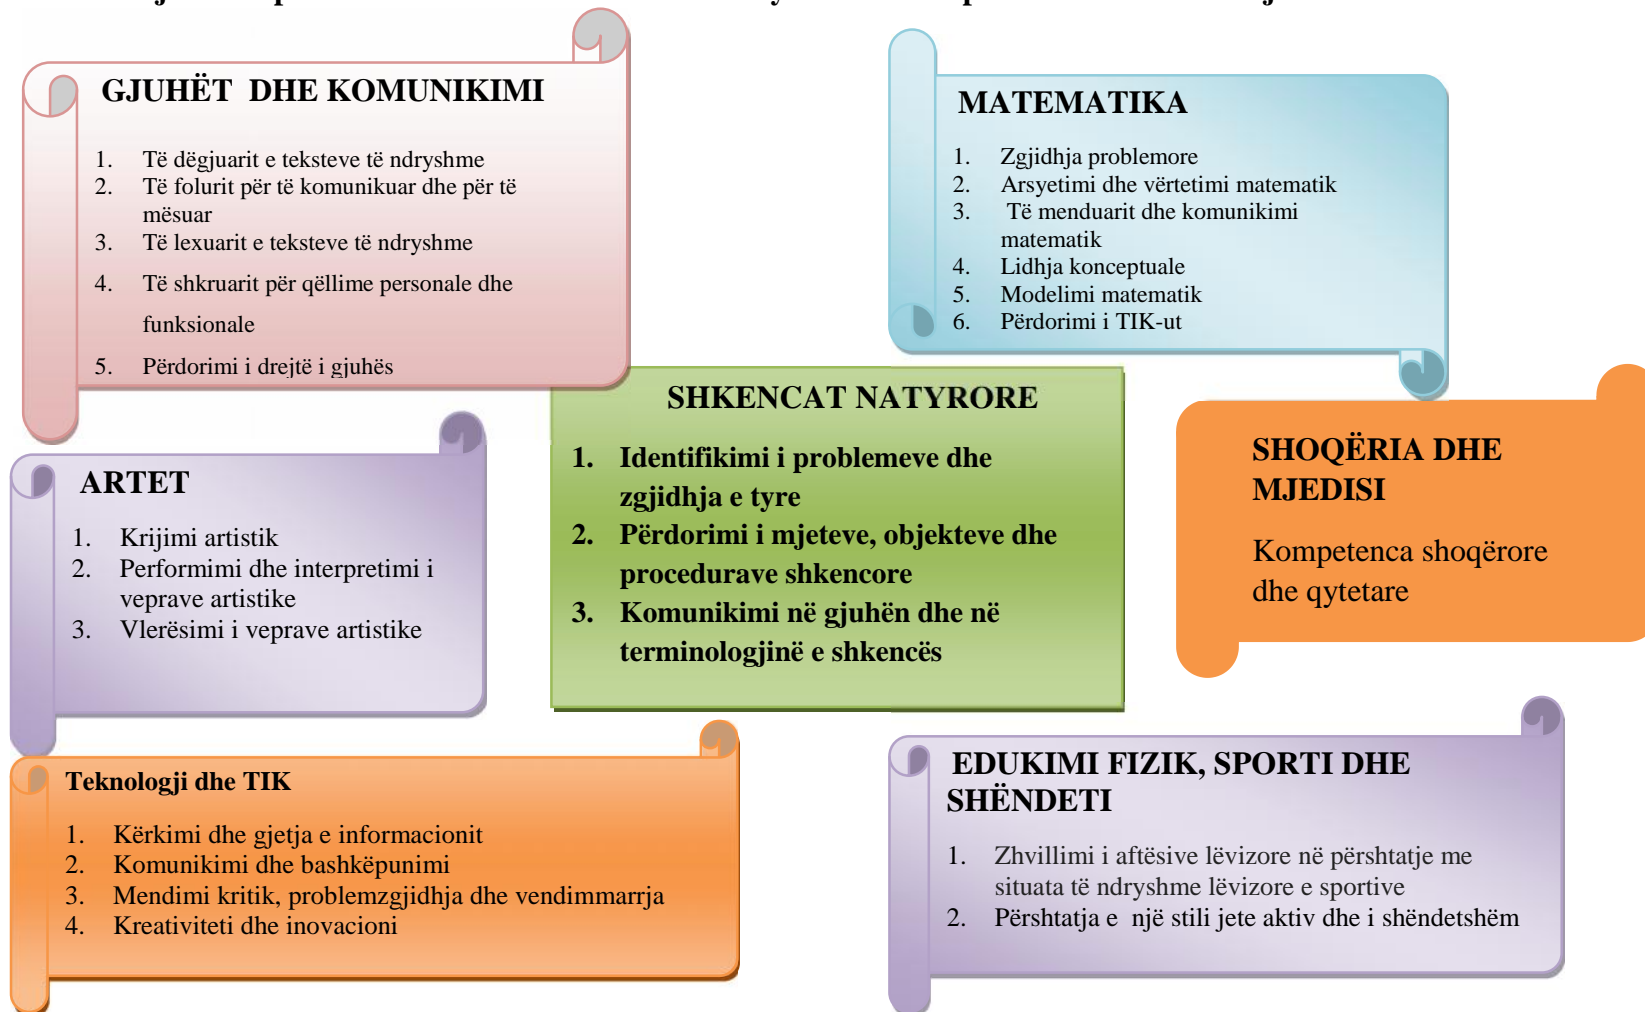 GJUHËT DHE KOMUNIKIMI
1. Të dëgjuarit e teksteve të ndryshme
2. Të folurit për të komunikuar dhe për të
mësuar
3. Të lexuarit e teksteve të ndryshme
4. Të shkruarit për qëllime personale dhe
funksionale
5. Përdorimi i drejtë i gjuhës
MATEMATIKA
1. Zgjidhja problemore
2. Arsyetimi dhe vërtetimi matematik
3. Të menduarit dhe komunikimi
matematik
4. Lidhja konceptuale
5. Modelimi matematik
6. Përdorimi i TIK-ut
SHKENCAT NATYRORE
1. Identifikimi i problemeve dhe
zgjidhja e tyre
2. Përdorimi i mjeteve, objekteve dhe
procedurave shkencore
3. Komunikimi në gjuhën dhe në
terminologjinë e shkencës
SHOQËRIA DHE
MJEDISI
Kompetenca shoqërore
dhe qytetare
ARTET
1. Krijimi artistik
2. Performimi dhe interpretimi i
veprave artistike
3. Vlerësimi i veprave artistike
Teknologji dhe TIK
1. Kërkimi dhe gjetja e informacionit
2. Komunikimi dhe bashkëpunimi
3. Mendimi kritik, problemzgjidhja dhe vendimmarrja
4. Kreativiteti dhe inovacioni
EDUKIMI FIZIK, SPORTI DHE
SHËNDETI
1. Zhvillimi i aftësive lëvizore në përshtatje me
situata të ndryshme lëvizore e sportive
2. Përshtatja e një stili jete aktiv dhe i shëndetshëm